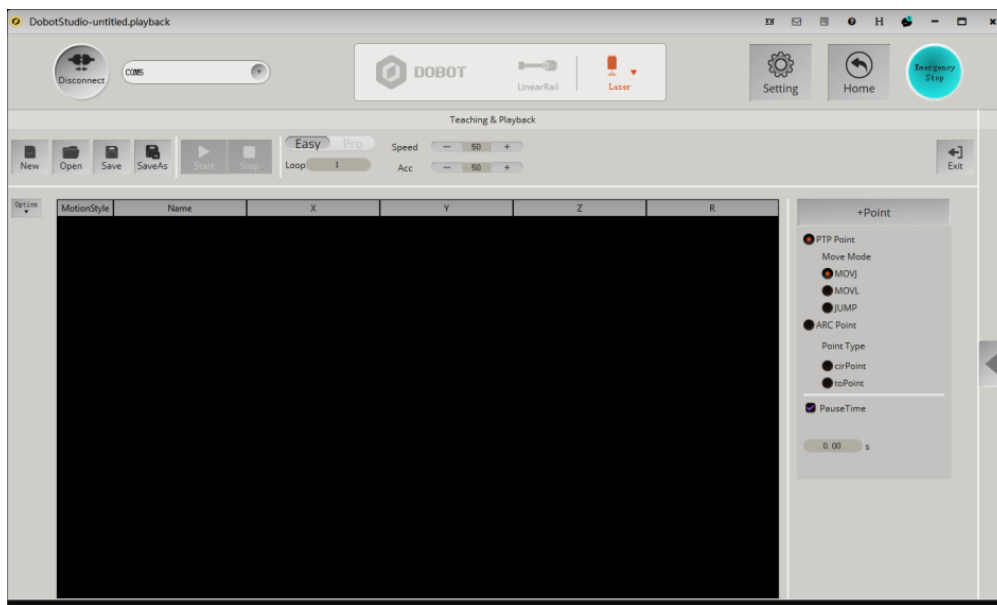 DobotStudio-untitled.playback
H
Disconnect
COM5
DOBOT
LinearRail
Laser
Setting
Home
Emergency Stop
Teaching & Playback
New
Open
Save
SaveAs
Start
Stop
Easy
Pro
Loop
1
Speed
— 50 +
Acc
— 50 +
Exit
Option
MotionStyle Name X Y Z R
+Point
PTP Point
Move Mode
MOVJ
MOVL
JUMP
ARC Point
Point Type
cirPoint
toPoint
PauseTime
0.00 s